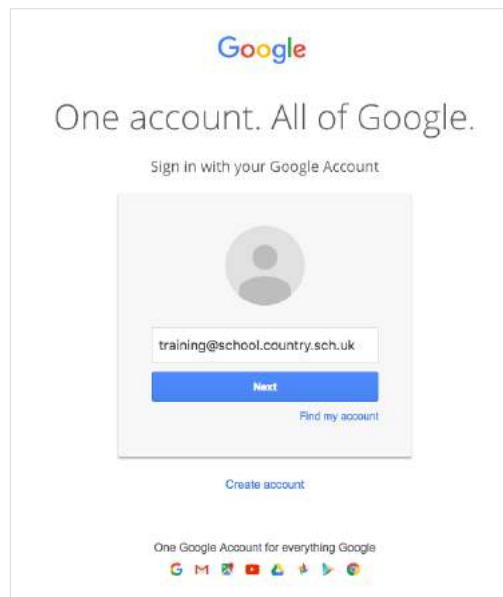 Google
One account. All of Google.
Sign in with your Google Account
training@school.country.sch.uk
Next
Find my account
Create account
One Google Account for everything Google